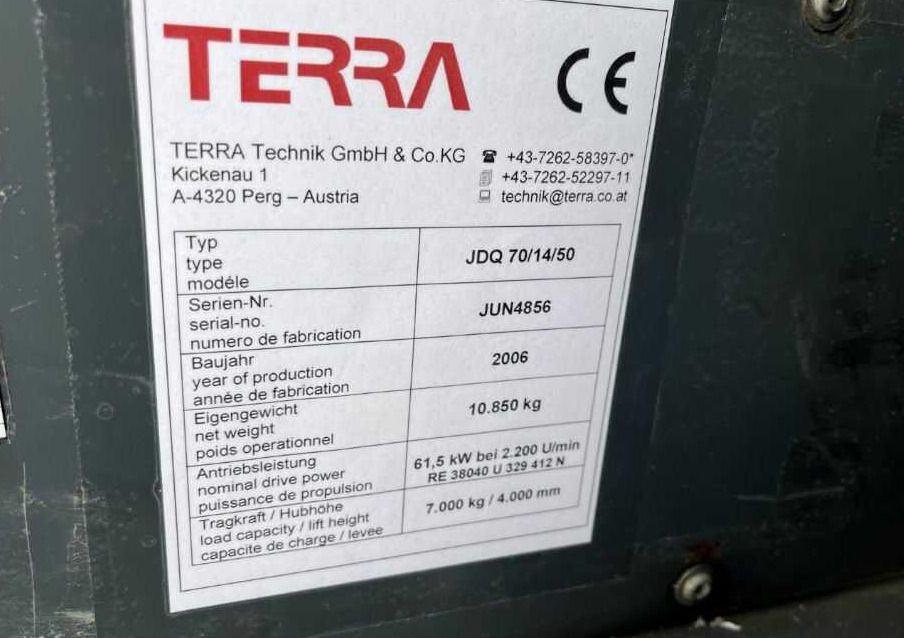 TERRA CE
TERRA Technik GmbH & Co.KG +43-7262-58397-0*
Kickenau 1 +43-7262-52297-11
A-4320 Perg – Austria technik@terra.co.at
Typ
type
modéle
JDQ 70/14/50
Serien-Nr.
serial-no.
numero de fabrication
JUN4856
Baujahr
year of production
année de fabrication
2006
Eigengewicht
net weight
poids operationnel
10.850 kg
Antriebsleistung
nominal drive power
puissance de propulsion
61,5 kW bei 2.200 U/min
RE 38040 U 329 412 N
Tragkraft / Hubhöhe
load capacity / lift height
capacite de charge / levee
7.000 kg / 4.000 mm